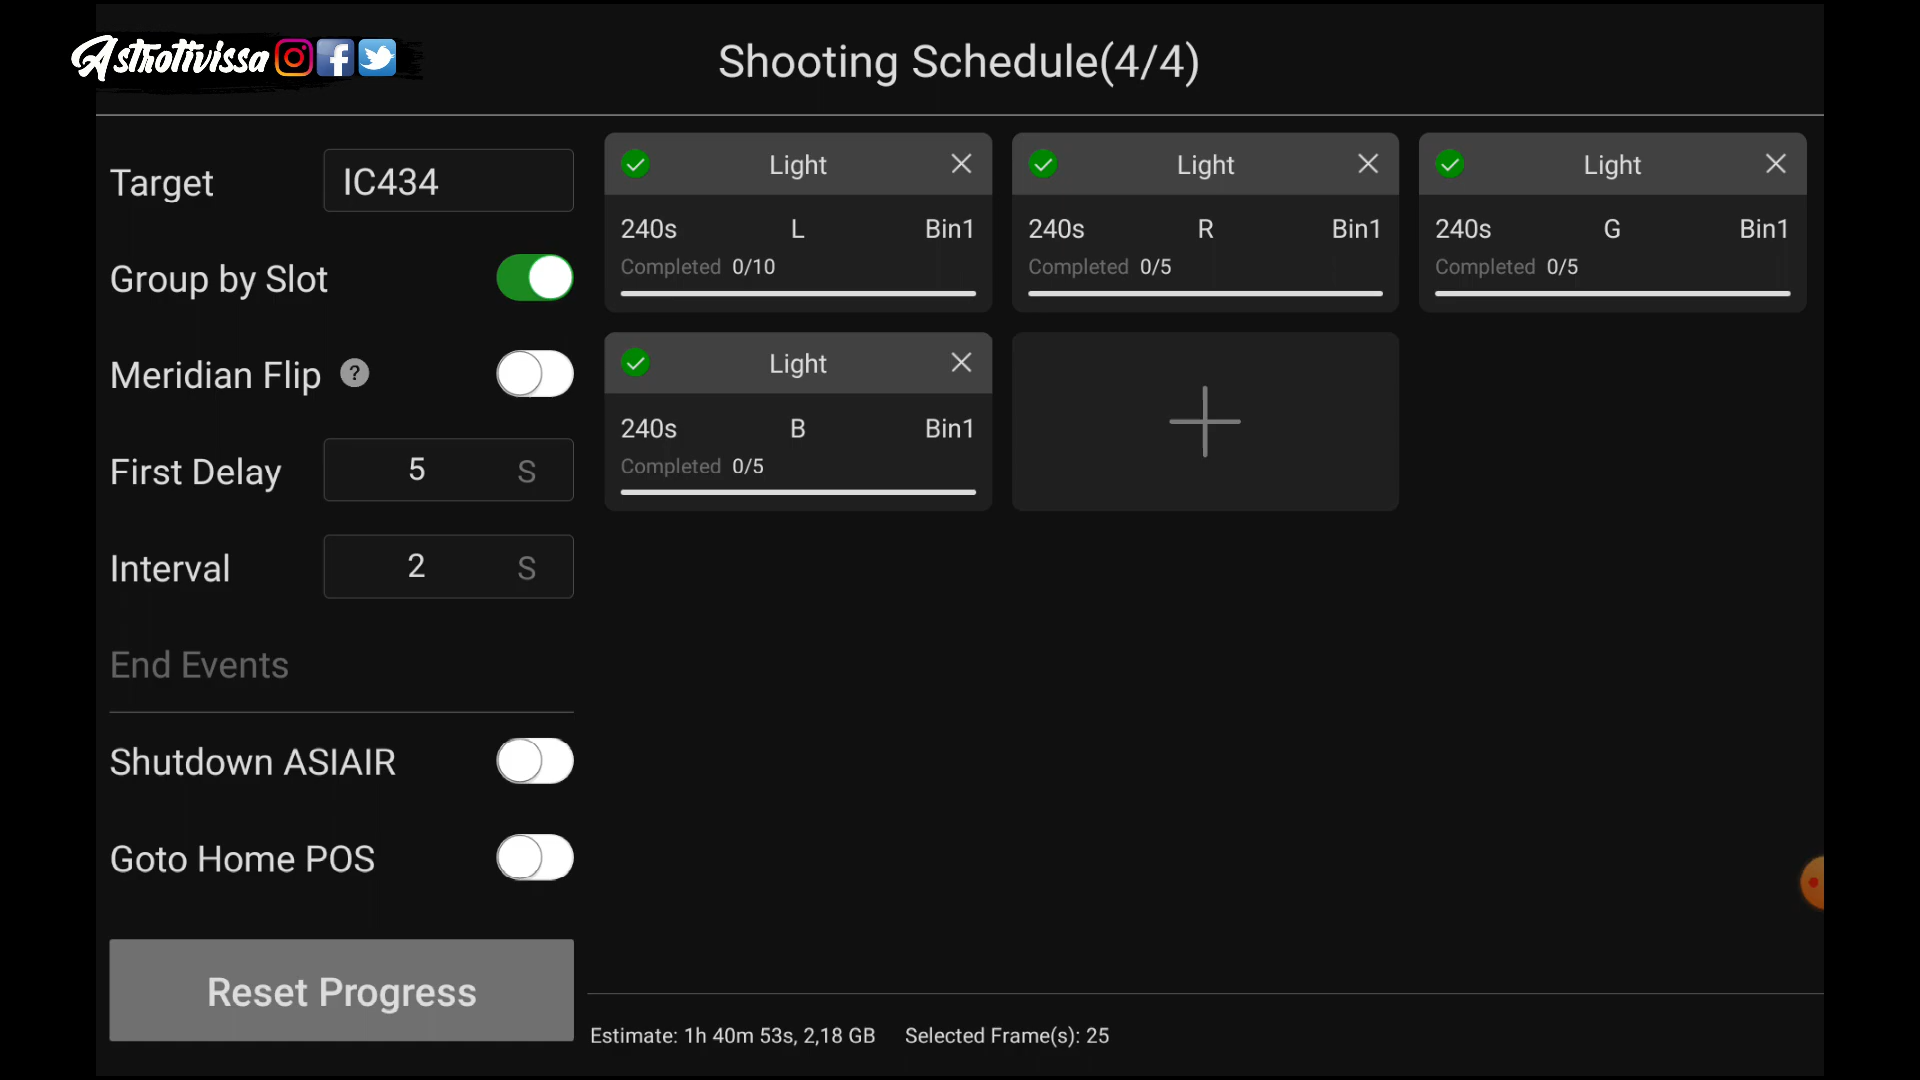 Astrotivissa
Shooting Schedule(4/4)
Target IC434
Group by Slot
Meridian Flip ?
First Delay 5 S
Interval 2 S
End Events
Shutdown ASIAIR
Goto Home POS
Reset Progress
Light
240s L Bin1
Completed 0/10
Light
240s R Bin1
Completed 0/5
Light
240s G Bin1
Completed 0/5
Light
240s B Bin1
Completed 0/5
Estimate: 1h 40m 53s, 2,18 GB Selected Frame(s): 25